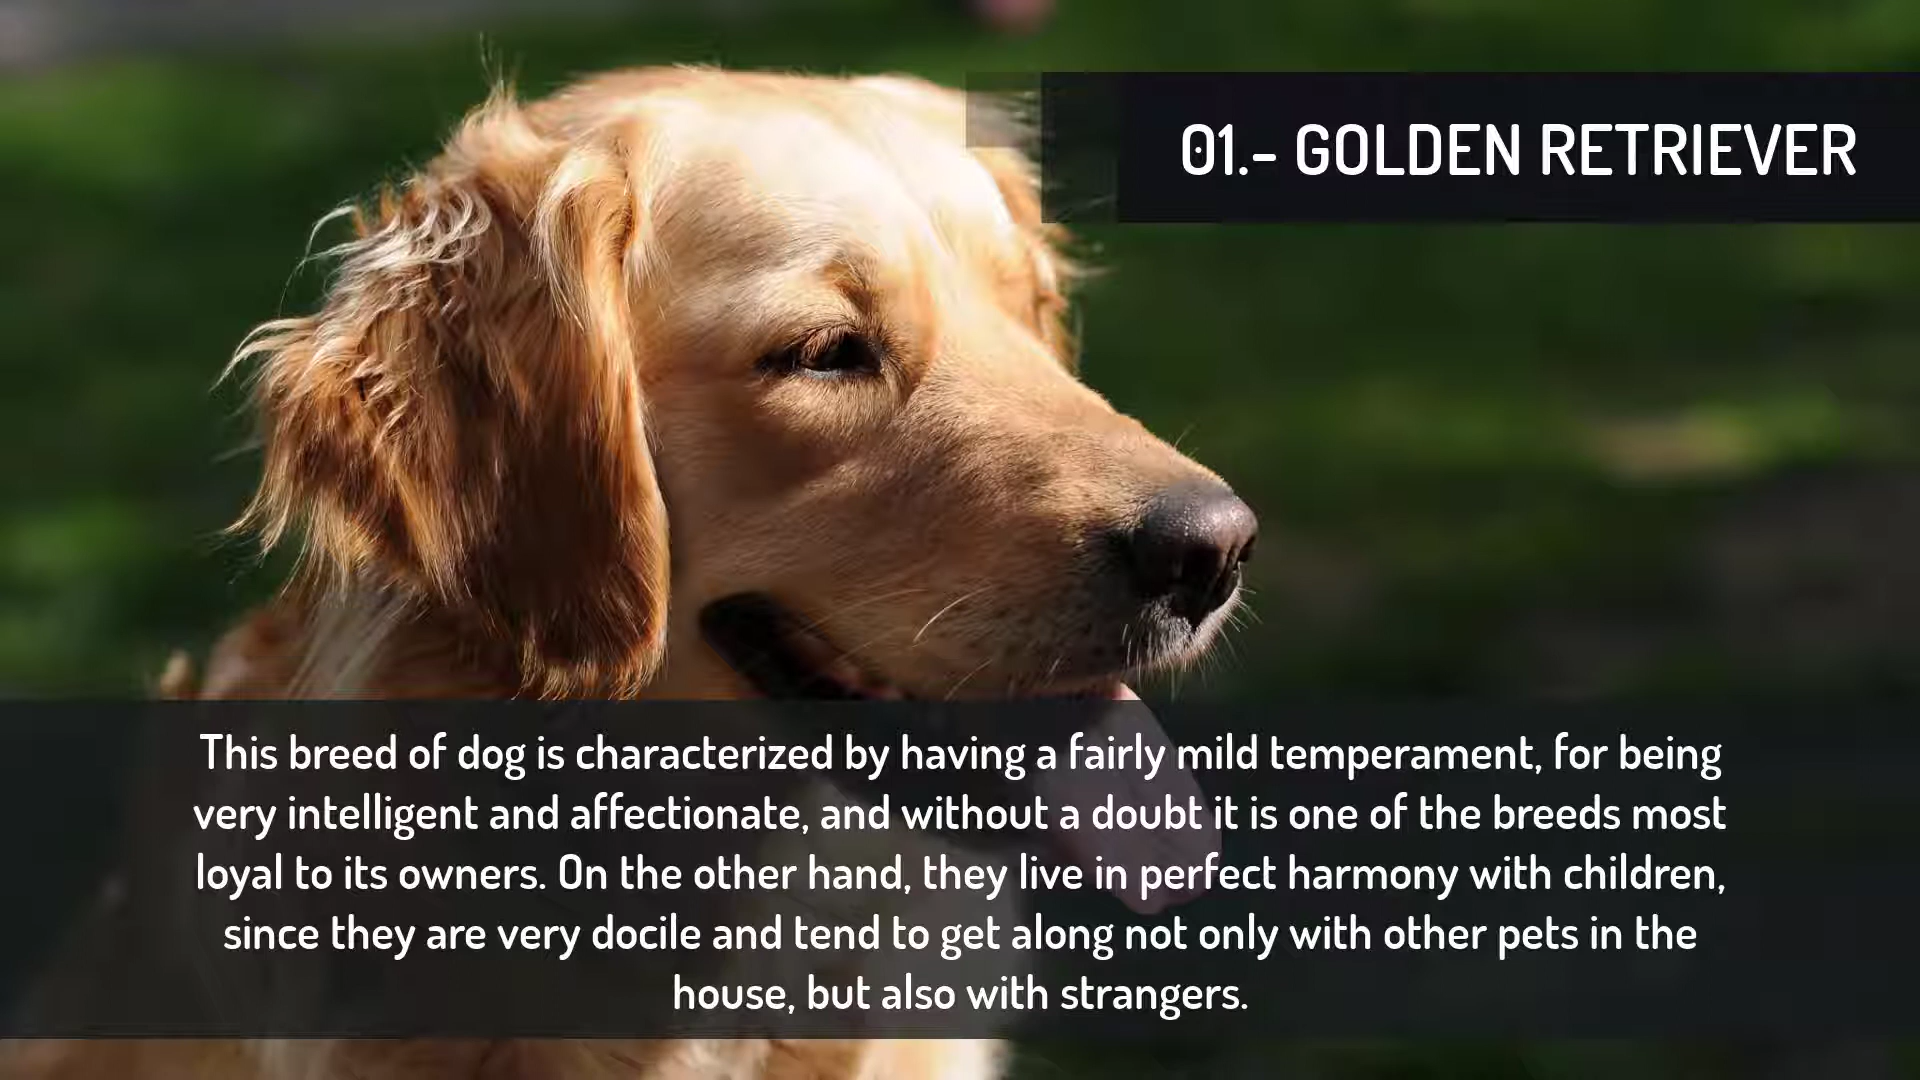 01.- GOLDEN RETRIEVER
This breed of dog is characterized by having a fairly mild temperament, for being
very intelligent and affectionate, and without a doubt it is one of the breeds most
loyal to its owners. On the other hand, they live in perfect harmony with children,
since they are very docile and tend to get along not only with other pets in the
house, but also with strangers.